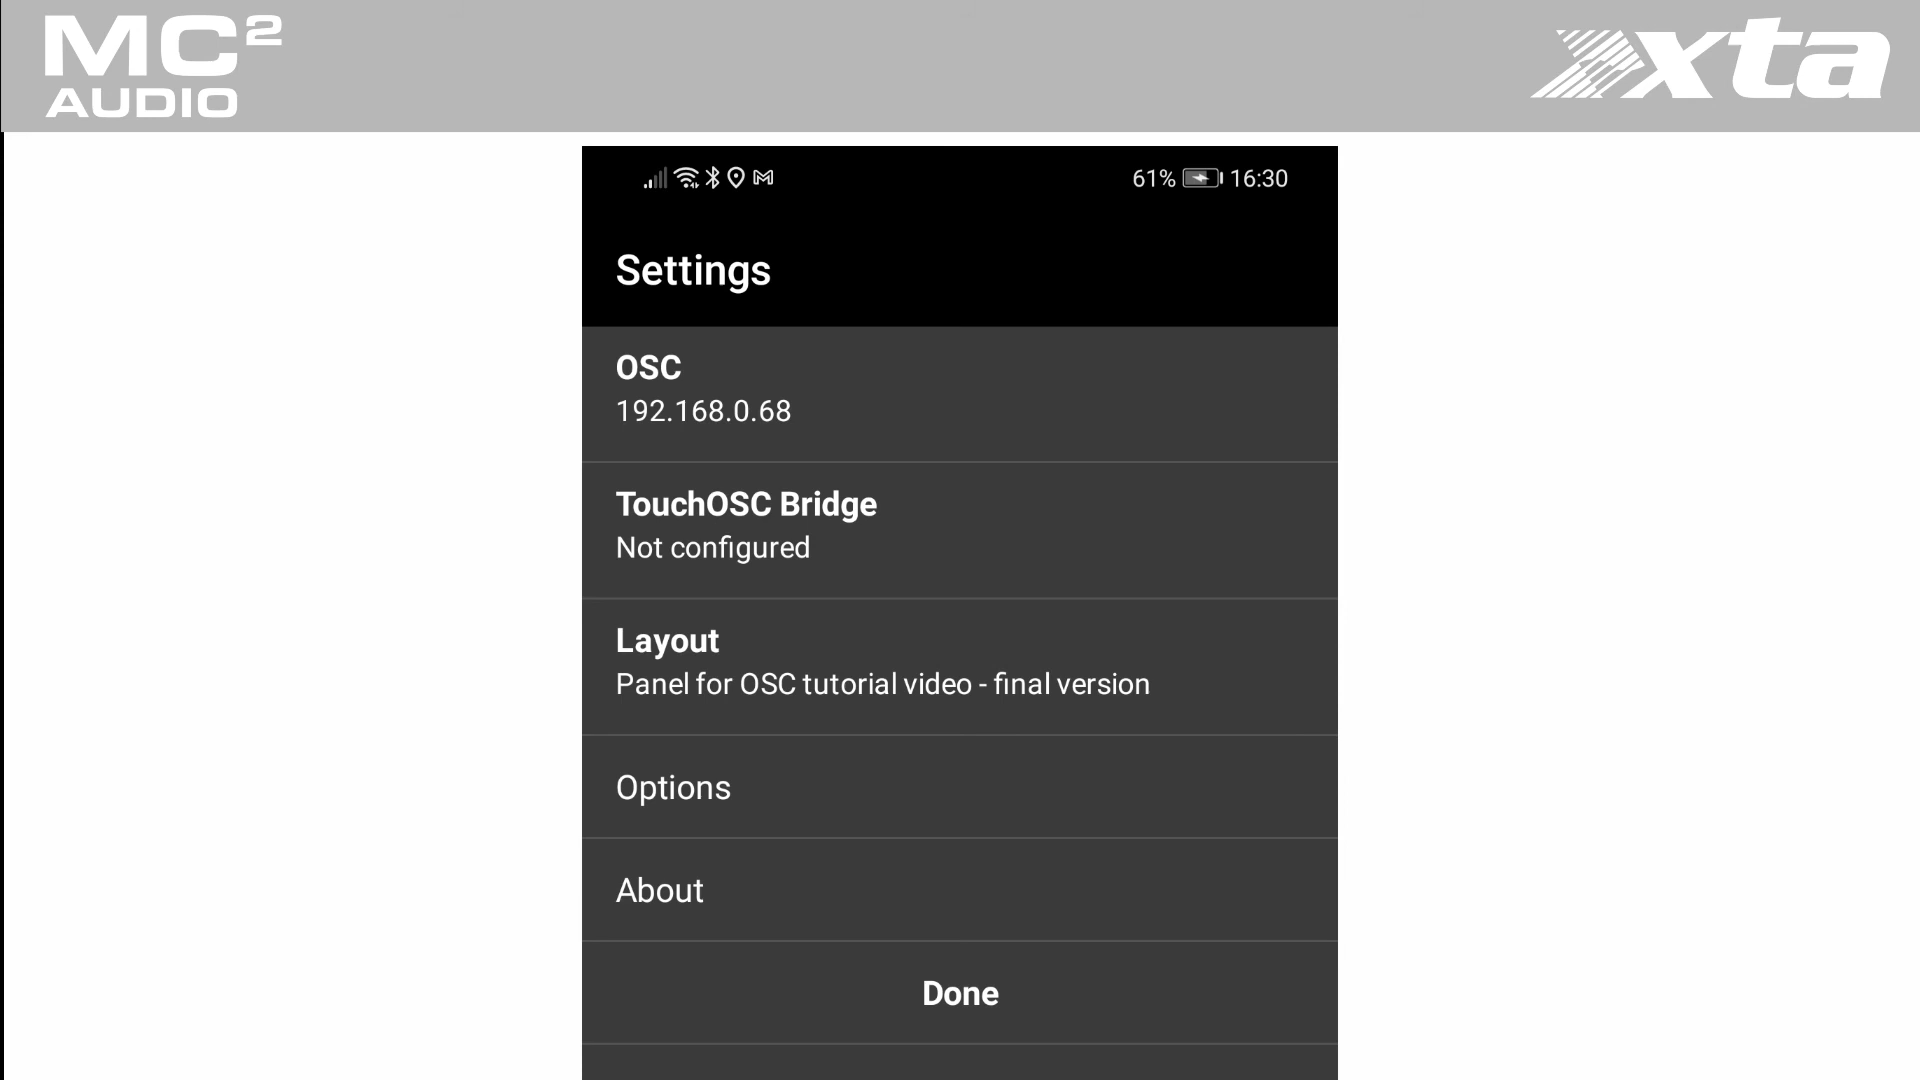 MC²
AUDIO
xta
61% 16:30
Settings
OSC
192.168.0.68
TouchOSC Bridge
Not configured
Layout
Panel for OSC tutorial video - final version
Options
About
Done